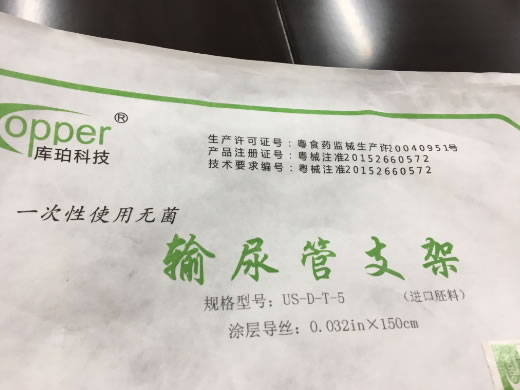 Copper®
库珀科技
生产许可证号：粤食药监械生产许20040951号
产品注册证号：粤械注准20152660572
技术要求编号：粤械注准20152660572
一次性使用无菌
输尿管支架
规格型号：US-D-T-5 （进口胚料）
涂层导丝：0.032in×150cm